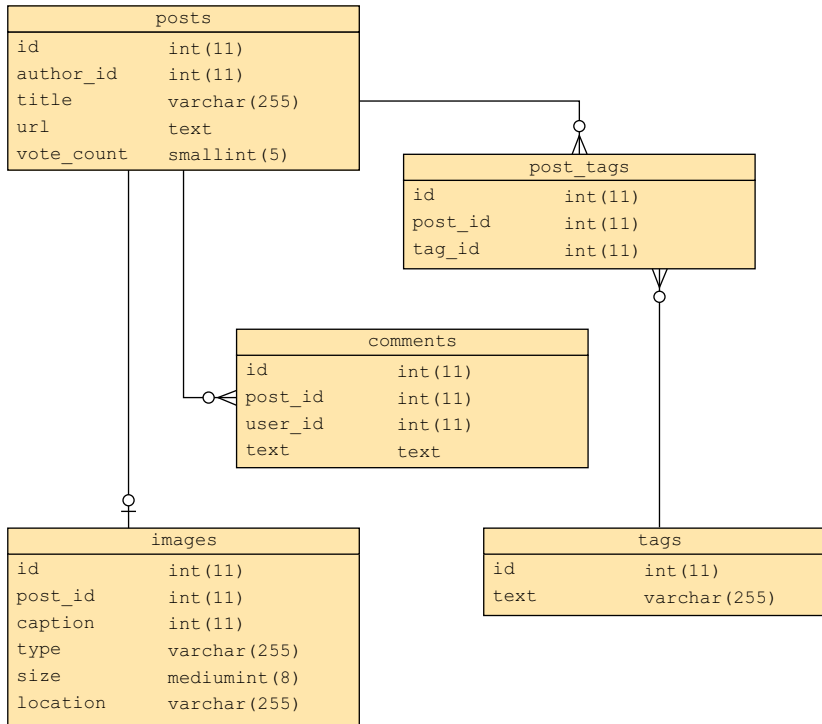 posts
id int(11)
author_id int(11)
title varchar(255)
url text
vote_count smallint(5)
post_tags
id int(11)
post_id int(11)
tag_id int(11)
comments
id int(11)
post_id int(11)
user_id int(11)
text text
images
id int(11)
post_id int(11)
caption int(11)
type varchar(255)
size mediumint(8)
location varchar(255)
tags
id int(11)
text varchar(255)